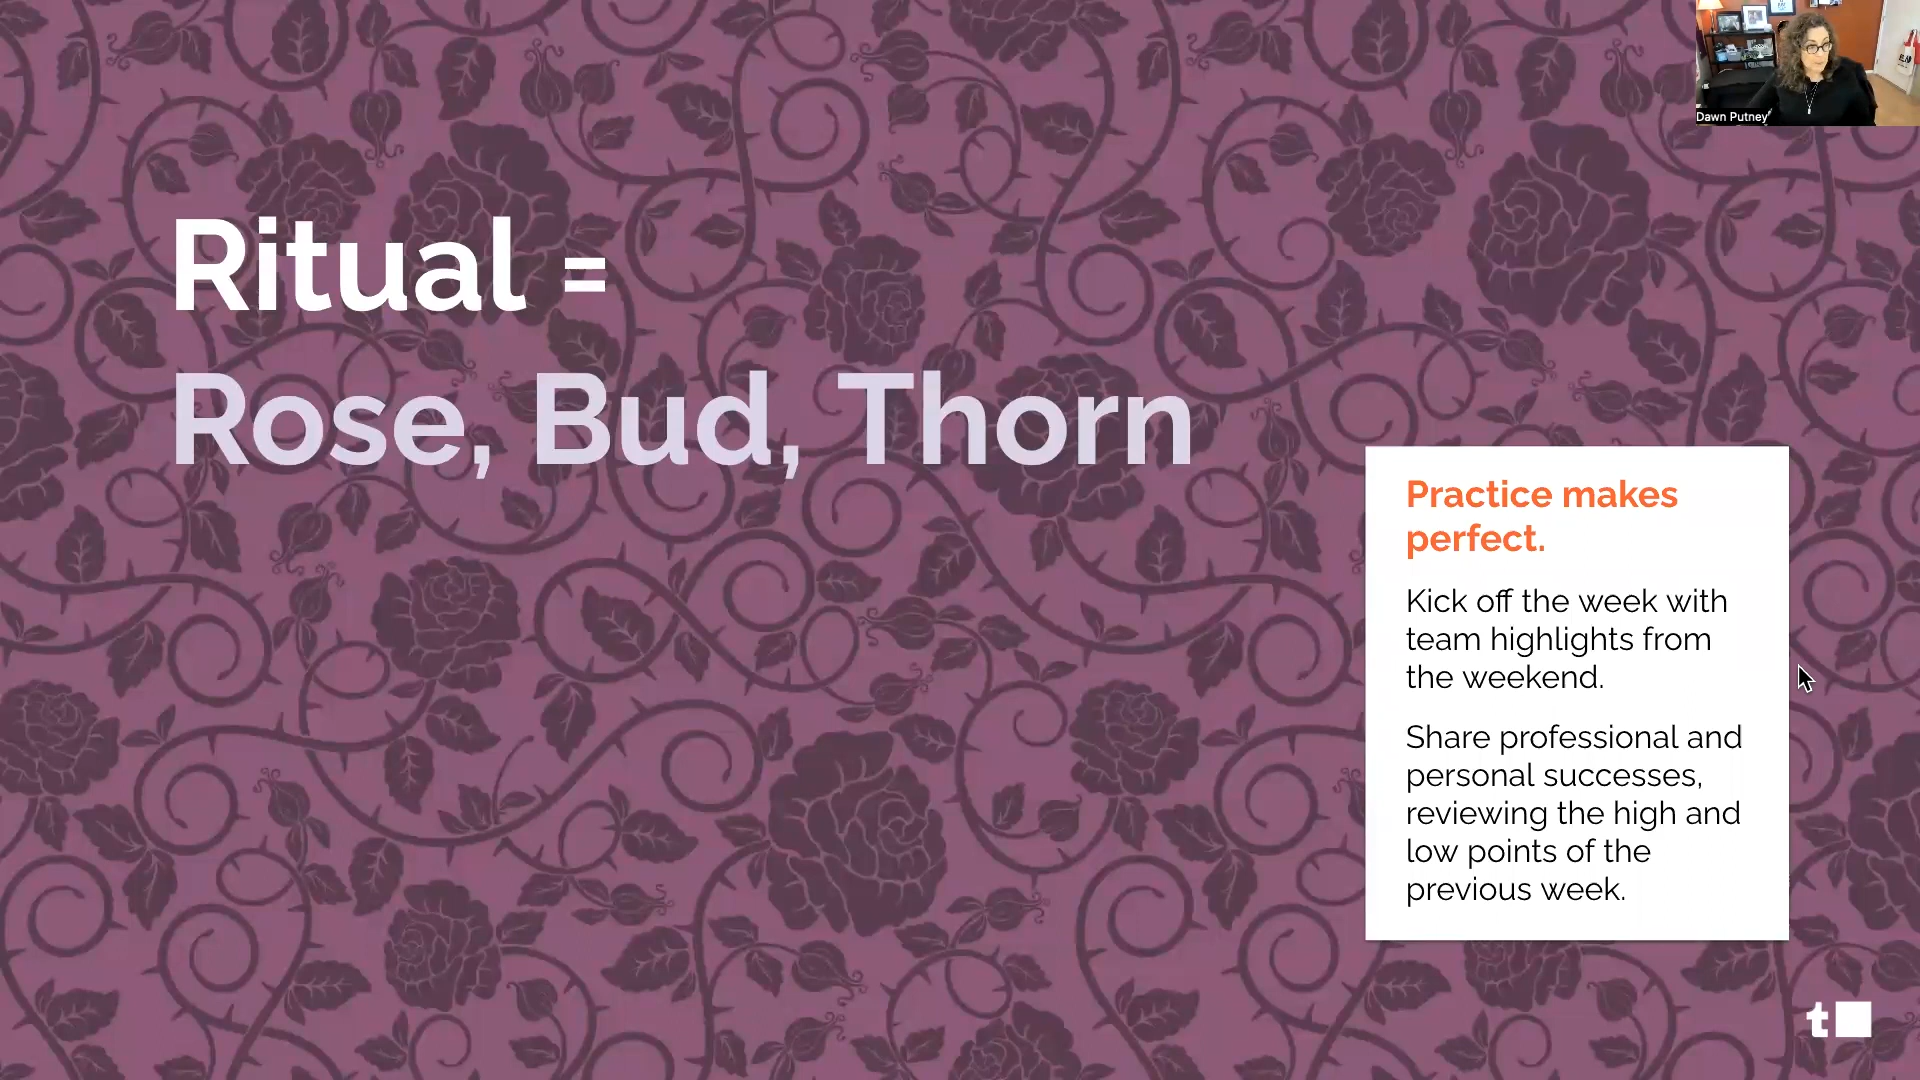 Dawn Putney
Ritual =
Rose, Bud, Thorn
Practice makes
perfect.
Kick off the week with
team highlights from
the weekend.
Share professional and
personal successes,
reviewing the high and
low points of the
previous week.
t